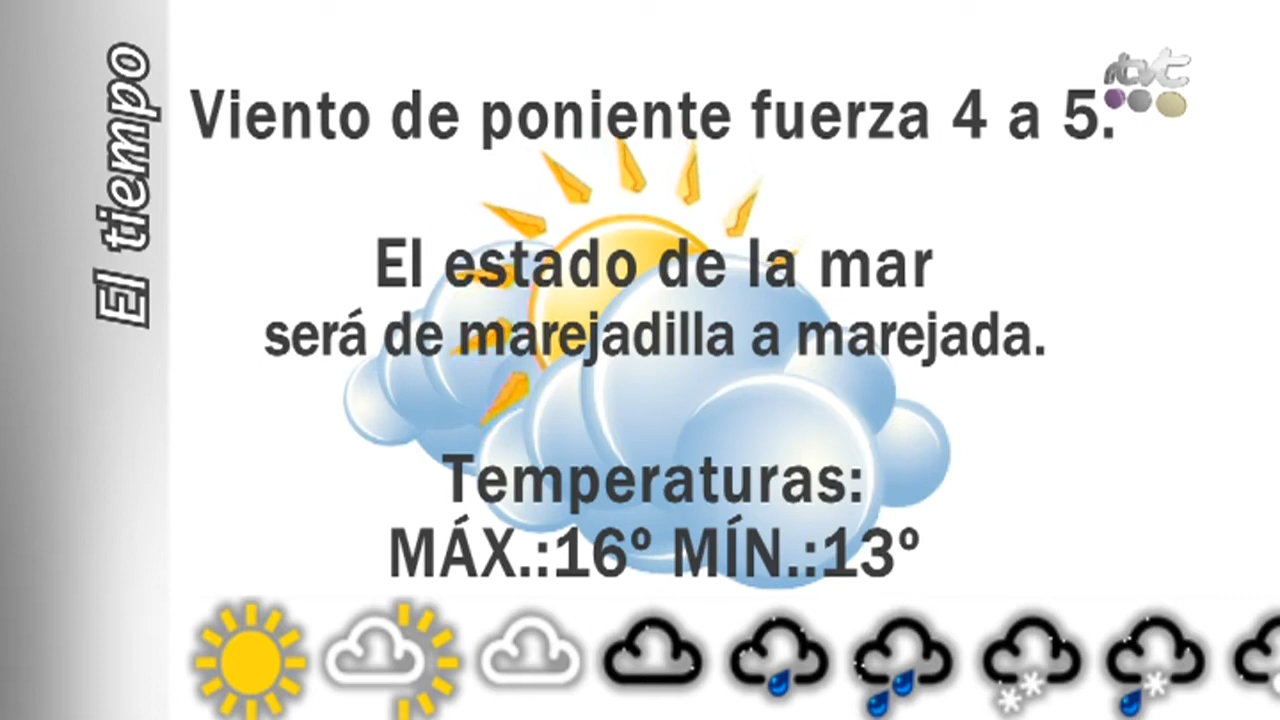 El tiempo
rtvt
Viento de poniente fuerza 4 a 5.
El estado de la mar
será de marejadilla a marejada.
Temperaturas:
MÁX.:16º MÍN.:13º